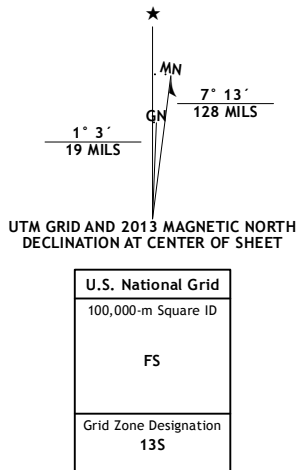 MN
GN
7° 13´
128 MILS
1° 3´
19 MILS
UTM GRID AND 2013 MAGNETIC NORTH
DECLINATION AT CENTER OF SHEET
U.S. National Grid
100,000-m Square ID
FS
Grid Zone Designation
13S